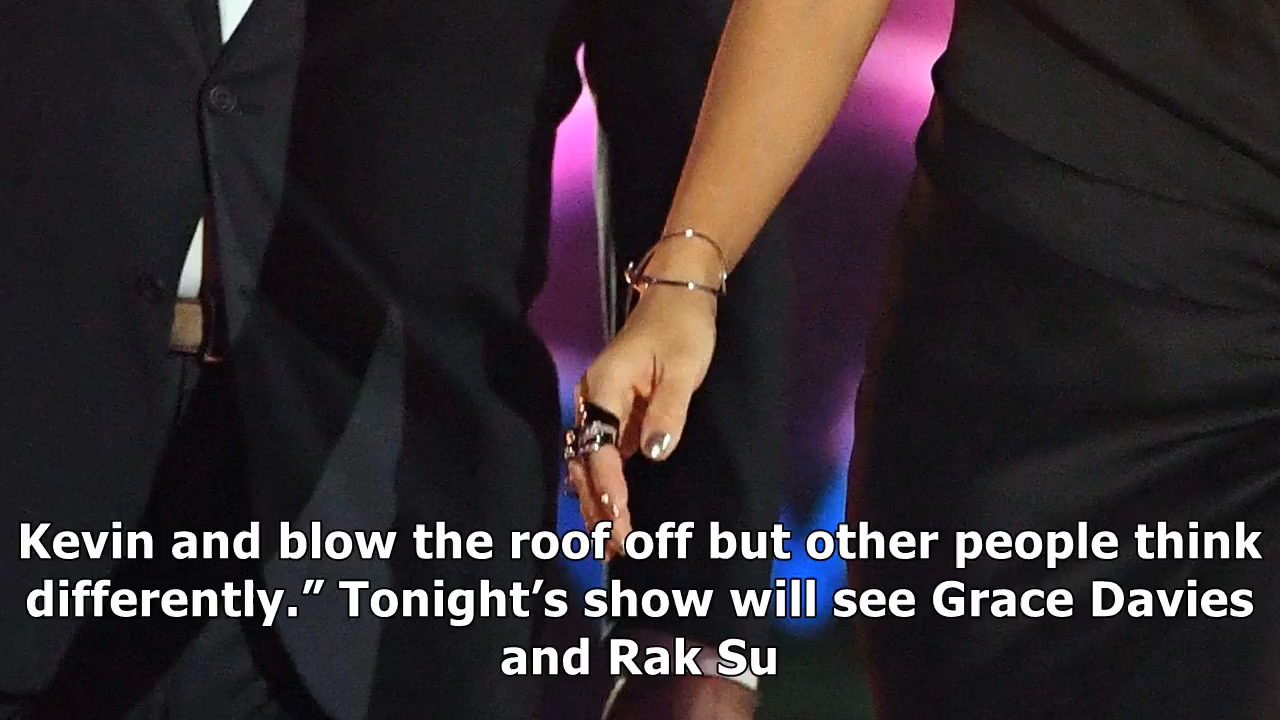 Kevin and blow the roof off but other people think
differently.” Tonight’s show will see Grace Davies
and Rak Su